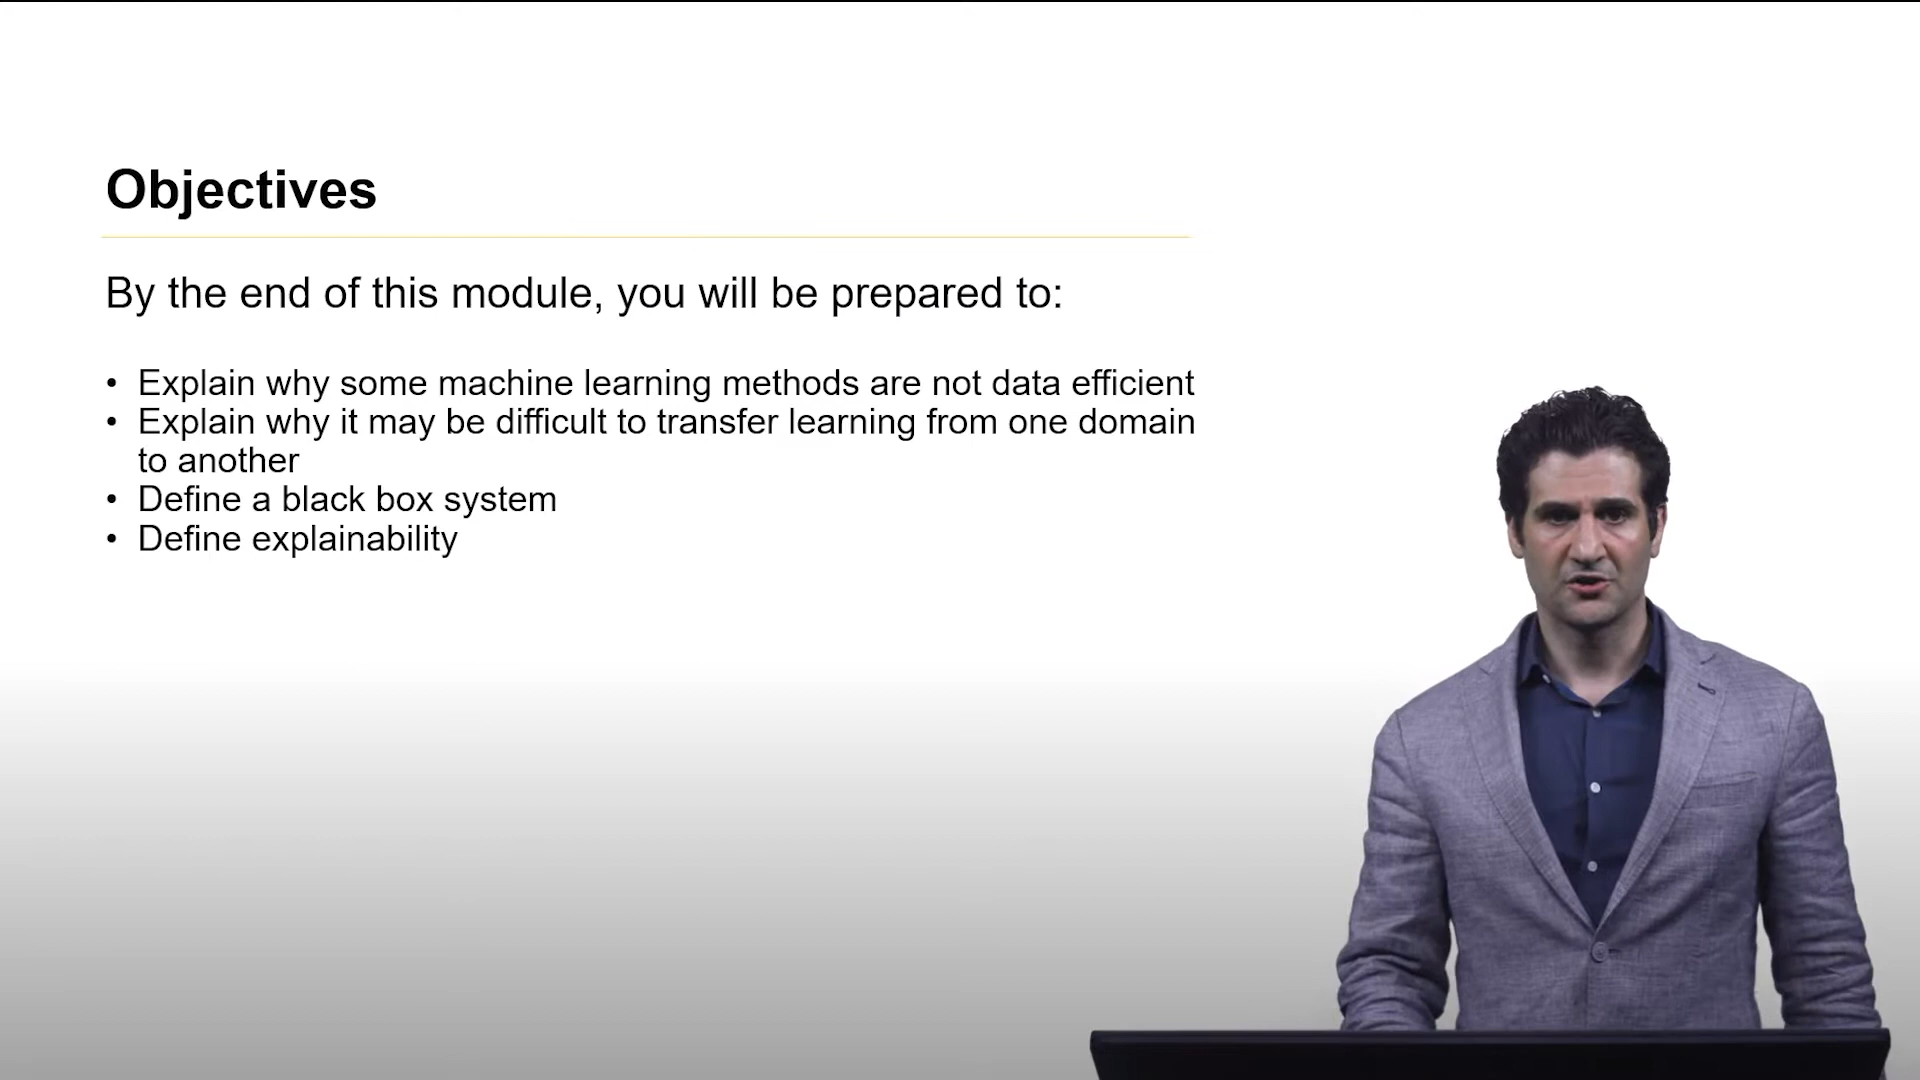 Objectives
By the end of this module, you will be prepared to:
• Explain why some machine learning methods are not data efficient
• Explain why it may be difficult to transfer learning from one domain
to another
• Define a black box system
• Define explainability